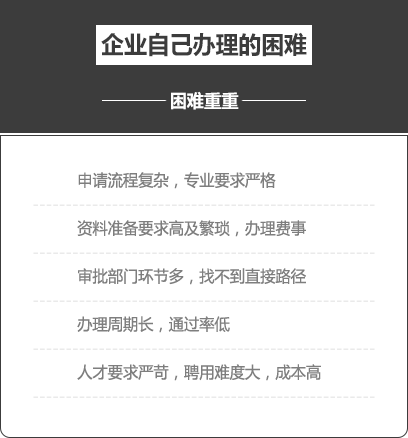 企业自己办理的困难
困难重重
申请流程复杂，专业要求严格
资料准备要求高及繁琐，办理费事
审批部门环节多，找不到直接路径
办理周期长，通过率低
人才要求严苛，聘用难度大，成本高